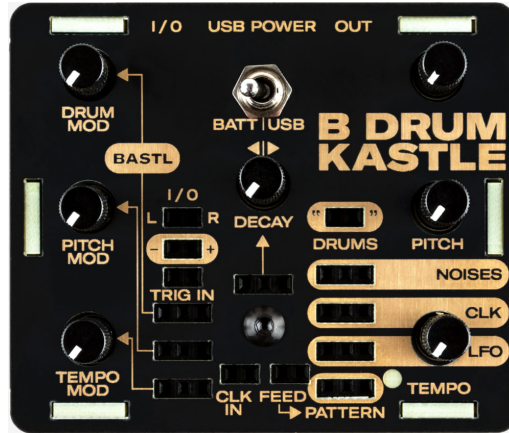 I/O USB POWER OUT
DRUM
MOD
BATT USB
B DRUM
KASTLE
BASTL
I/O
L R
DECAY
" "
DRUMS
PITCH
PITCH
MOD
- +
TRIG IN
NOISES
CLK
LFO
TEMPO
MOD
CLK
IN
FEED
PATTERN
TEMPO